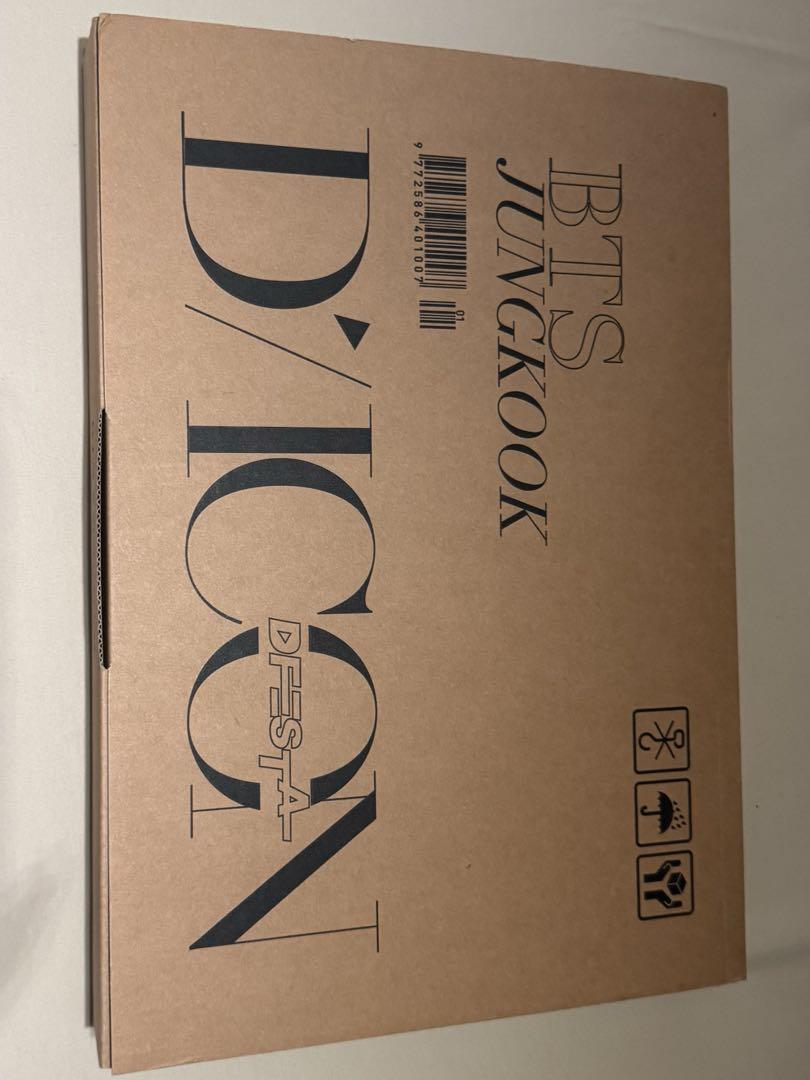 BTS
JUNGKOOK
01
9 772586 401007
D'/ICON
DFESTA